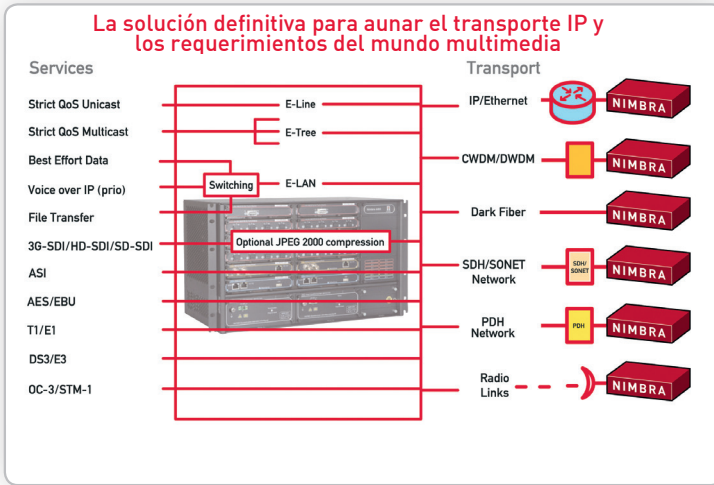 La solución definitiva para aunar el transporte IP y
los requerimientos del mundo multimedia
Services
Transport
Strict QoS Unicast
E-Line
IP/Ethernet
NIMBRA
Strict QoS Multicast
E-Tree
Best Effort Data
CWDM/DWDM
NIMBRA
Voice over IP (prio)
Switching
E-LAN
File Transfer
Dark Fiber
NIMBRA
3G-SDI/HD-SDI/SD-SDI
Optional JPEG 2000 compression
ASI
SDH/SONET
Network
SDH/
SONET
NIMBRA
AES/EBU
T1/E1
PDH
Network
PDH
NIMBRA
DS3/E3
OC-3/STM-1
Radio
Links
NIMBRA